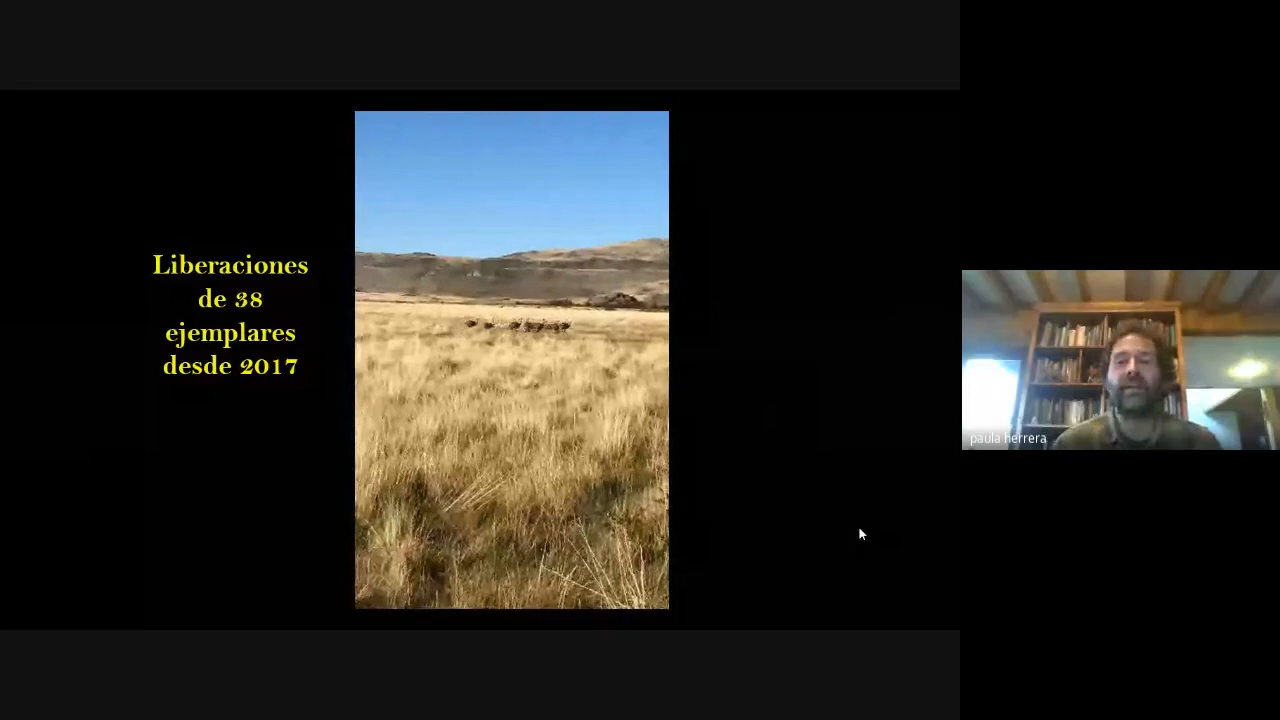 Liberaciones
de 38
ejemplares
desde 2017
paula herrera